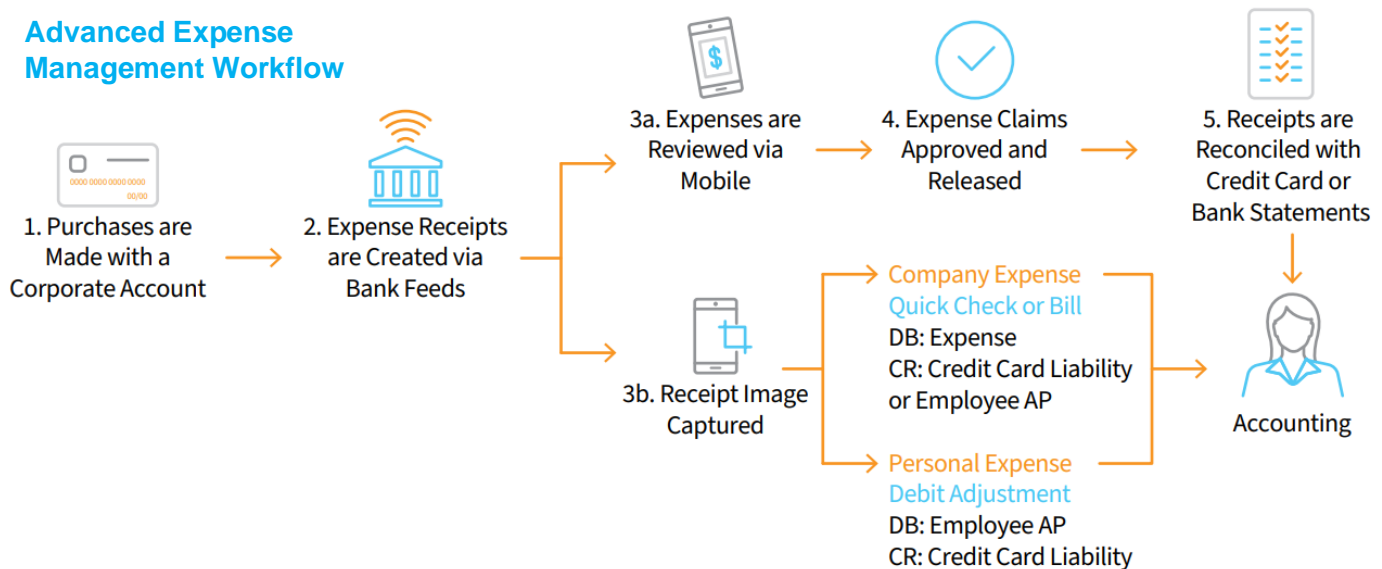 Advanced Expense
Management Workflow
0000 0000 0000 0000
00/00
1. Purchases are
Made with a
Corporate Account
2. Expense Receipts
are Created via
Bank Feeds
$
3a. Expenses are
Reviewed via
Mobile
4. Expense Claims
Approved and
Released
5. Receipts are
Reconciled with
Credit Card or
Bank Statements
3b. Receipt Image
Captured
Company Expense
Quick Check or Bill
DB: Expense
CR: Credit Card Liability
or Employee AP
Personal Expense
Debit Adjustment
DB: Employee AP
CR: Credit Card Liability
Accounting